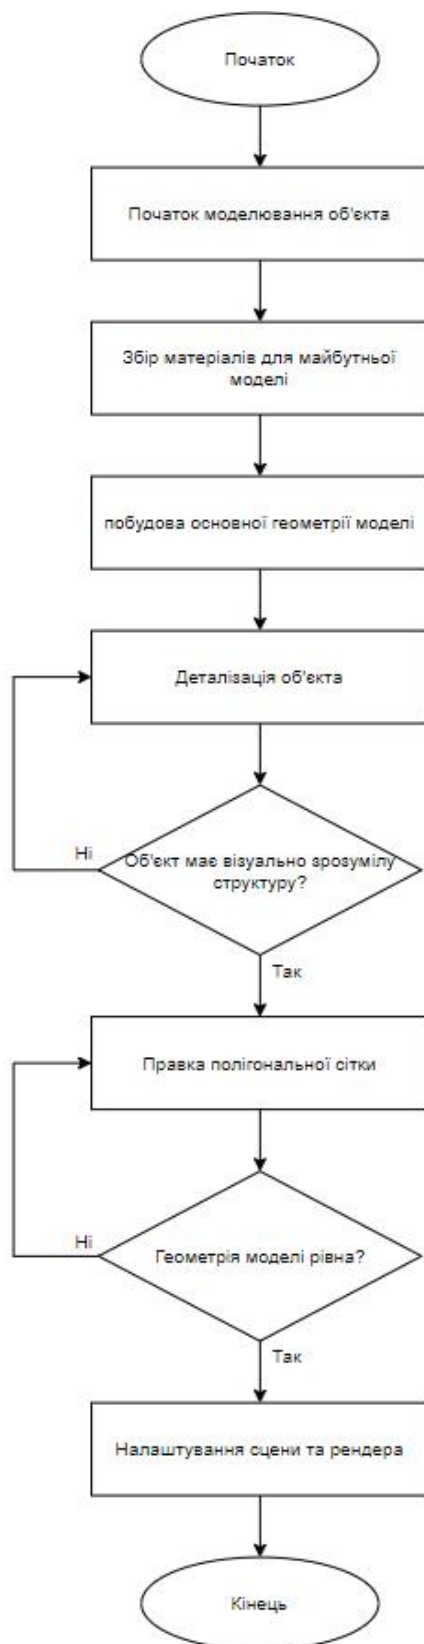 Початок
Початок моделювання об'єкта
Збір матеріалів для майбутньої
моделі
побудова основної геометрії моделі
Деталізація об'єкта
Ні
Об'єкт має візуально зрозумілу
структуру?
Так
Правка полігональної сітки
Ні
Геометрія моделі рівна?
Так
Налаштування сцени та рендера
Кінець